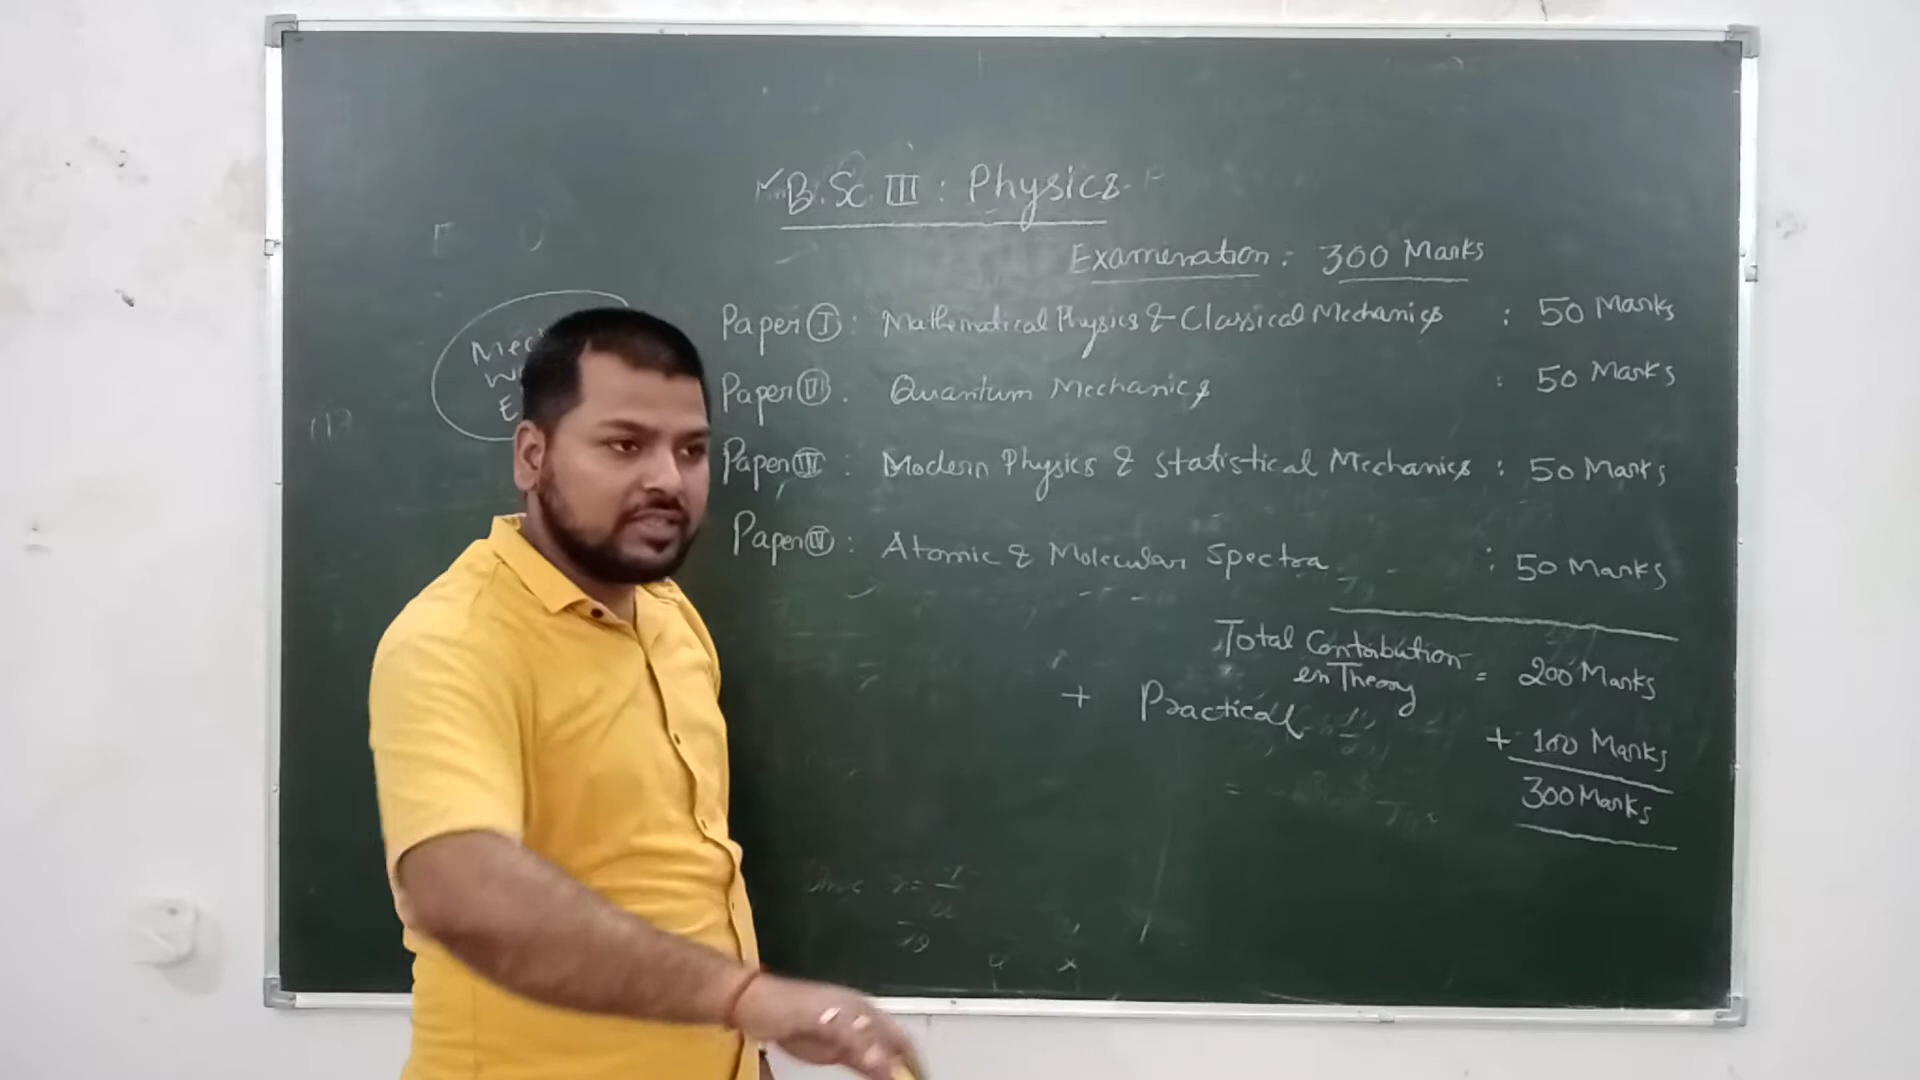 ✓ B.Sc III : Physics
Examination : 300 Marks
Paper I : Mathematical Physics & Classical Mechanics : 50 Marks
Paper II : Quantum Mechanics : 50 Marks
Paper III : Modern Physics & Statistical Mechanics : 50 Marks
Paper IV : Atomic & Molecular Spectra : 50 Marks
Total Contribution en Theory = 200 Marks
+ Practical + 100 Marks
300 Marks